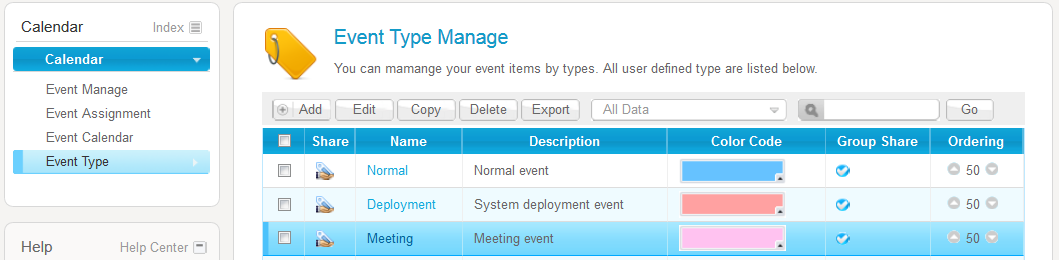 Calendar Index
Calendar
Event Manage
Event Assignment
Event Calendar
Event Type
Help Help Center
Event Type Manage
You can mamange your event items by types. All user defined type are listed below.
Add Edit Copy Delete Export All Data Go
Share Name Description Color Code Group Share Ordering
Normal Normal event 50
Deployment System deployment event 50
Meeting Meeting event 50